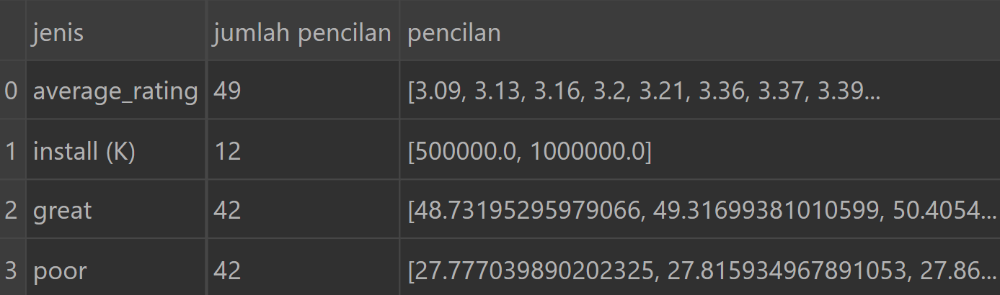 jenis jumlah pencilan pencilan
0 average_rating 49 [3.09, 3.13, 3.16, 3.2, 3.21, 3.36, 3.37, 3.39...
1 install (K) 12 [500000.0, 1000000.0]
2 great 42 [48.73195295979066, 49.31699381010599, 50.4054...
3 poor 42 [27.777039890202325, 27.815934967891053, 27.86...